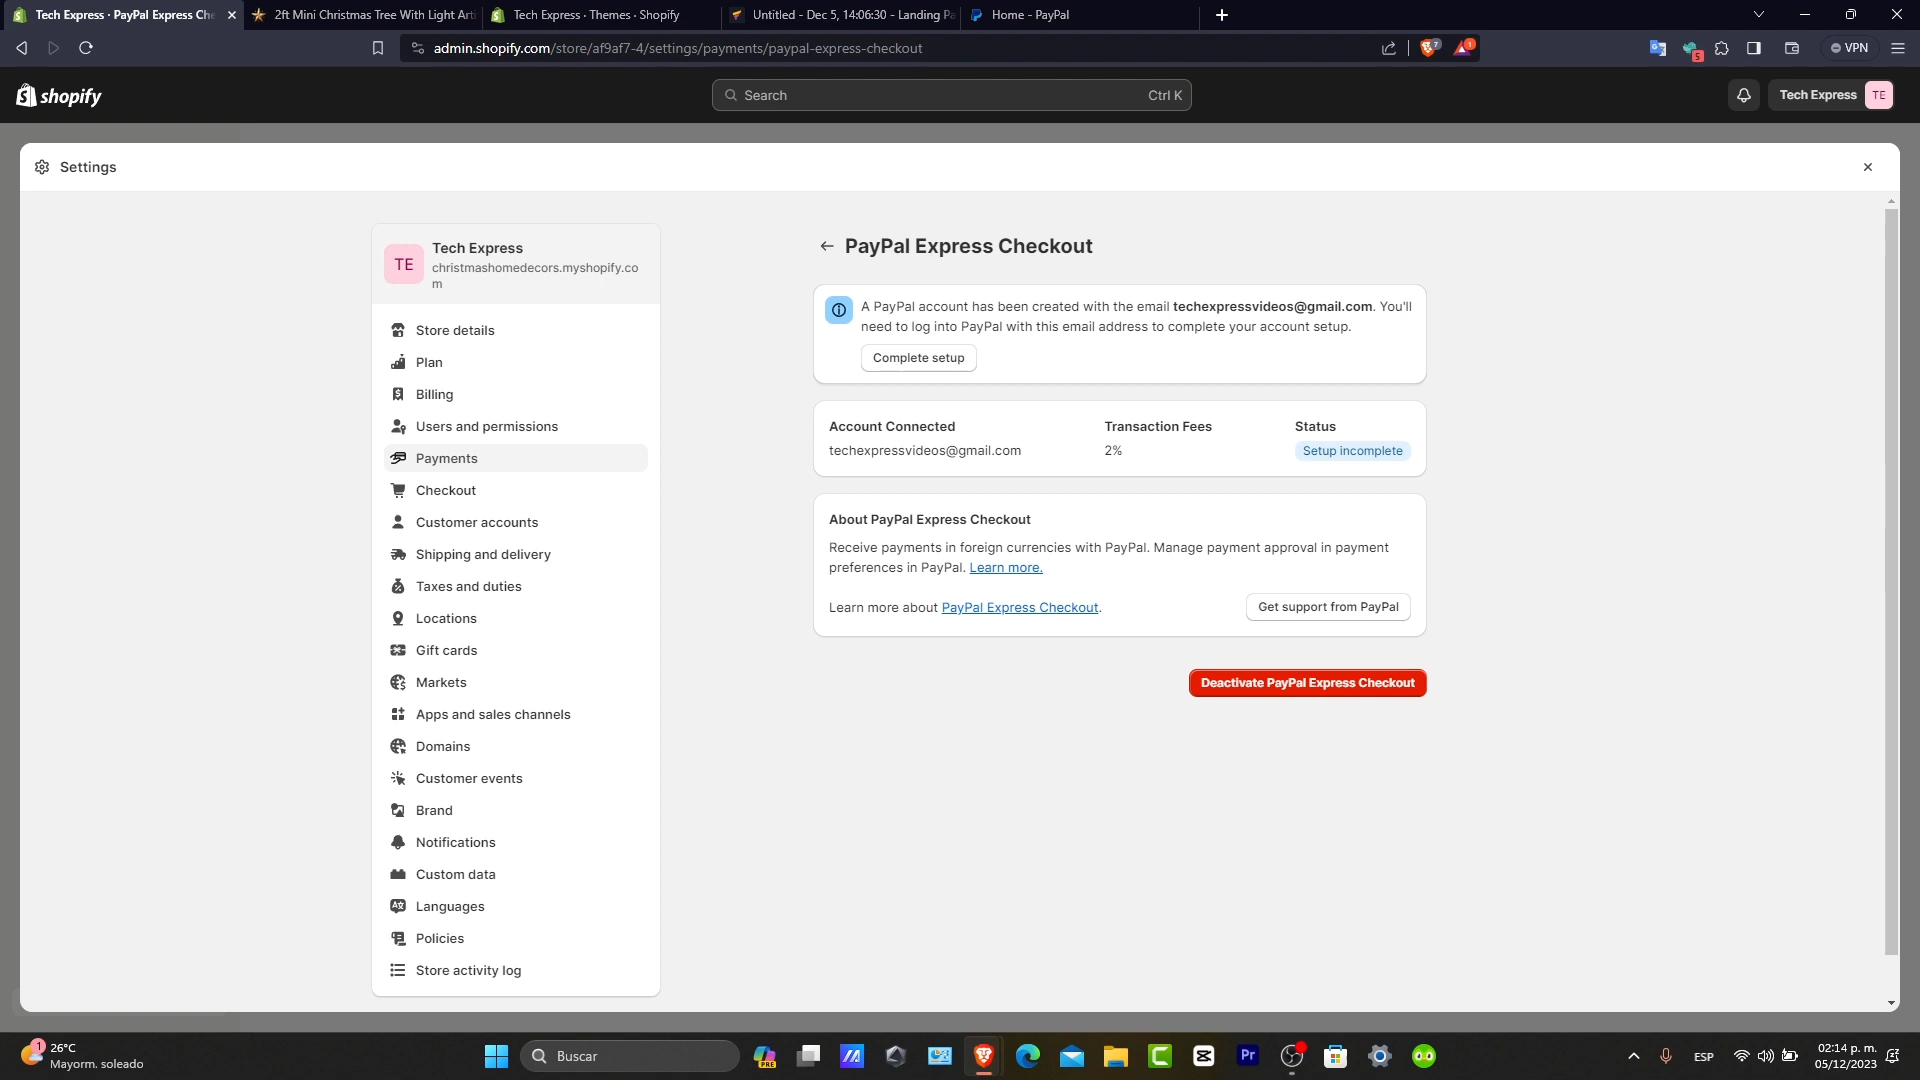 Tech Express · PayPal Express Che
2ft Mini Christmas Tree With Light Arti
Tech Express · Themes · Shopify
Untitled - Dec 5, 14:06:30 - Landing Pa
Home - PayPal
admin.shopify.com/store/af9af7-4/settings/payments/paypal-express-checkout
7
1
5
VPN
shopify
Search
Ctrl K
Tech Express
TE
Settings
TE
Tech Express
christmashomedecors.myshopify.co
m
Store details
Plan
Billing
Users and permissions
Payments
Checkout
Customer accounts
Shipping and delivery
Taxes and duties
Locations
Gift cards
Markets
Apps and sales channels
Domains
Customer events
Brand
Notifications
Custom data
Languages
Policies
Store activity log
PayPal Express Checkout
A PayPal account has been created with the email techexpressvideos@gmail.com. You'll
need to log into PayPal with this email address to complete your account setup.
Complete setup
Account Connected
Transaction Fees
Status
techexpressvideos@gmail.com
2%
Setup incomplete
About PayPal Express Checkout
Receive payments in foreign currencies with PayPal. Manage payment approval in payment
preferences in PayPal. Learn more.
Learn more about PayPal Express Checkout.
Get support from PayPal
Deactivate PayPal Express Checkout
1
26°C
Mayorm. soleado
Buscar
PRE
Pr
ESP
02:14 p. m.
05/12/2023